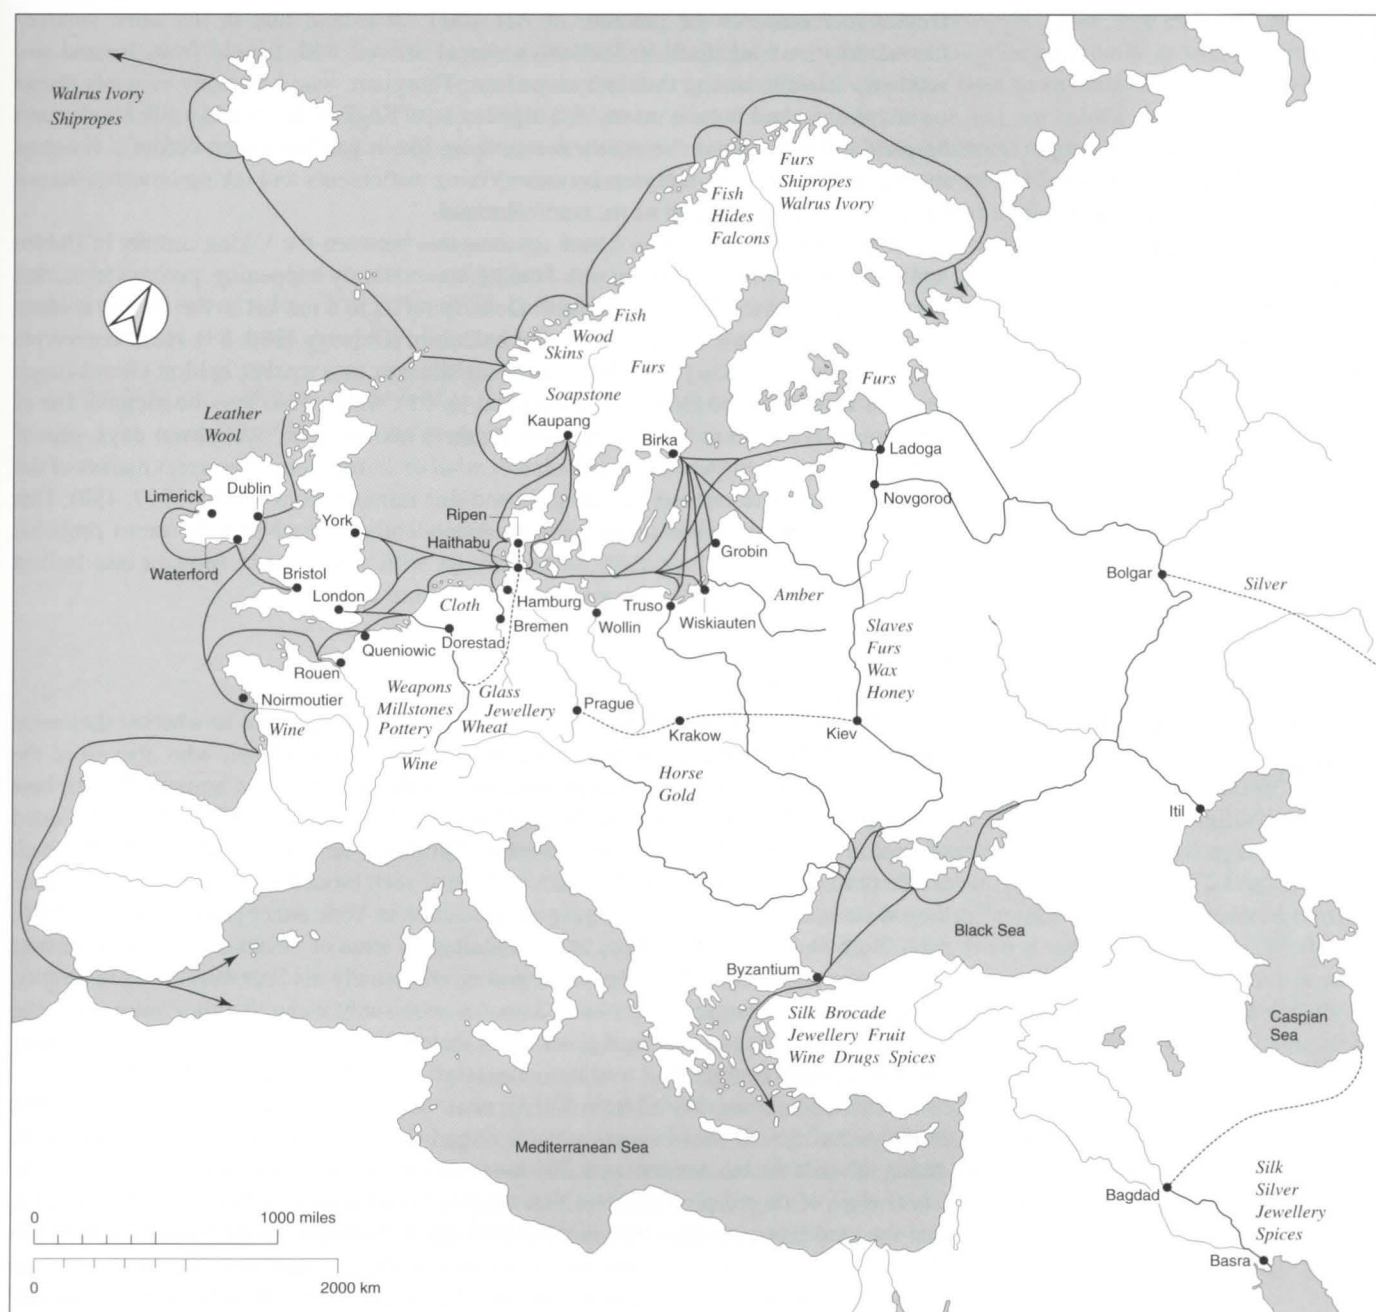 Walrus Ivory
Shipropes
Furs
Shipropes
Walrus Ivory
Fish
Hides
Falcons
Fish
Wood
Skins
Furs
Furs
Soapstone
Kaupang
Birka
Ladoga
Novgorod
Leather
Wool
Limerick
Dublin
York
Ripen
Haithabu
Grobin
Bolgar
Silver
Waterford
Bristol
London
Cloth
Hamburg
Bremen
Wollin
Truso
Wiskiauten
Amber
Slaves
Furs
Wax
Honey
Queniowic
Dorestad
Rouen
Noirmoutier
Wine
Weapons
Millstones
Pottery
Glass
Jewellery
Wheat
Wine
Prague
Krakow
Kiev
Horse
Gold
Itil
Black Sea
Byzantium
Silk Brocade
Jewellery Fruit
Wine Drugs Spices
Caspian
Sea
Mediterranean Sea
Bagdad
Silk
Silver
Jewellery
Spices
Basra
0
1000 miles
0
2000 km